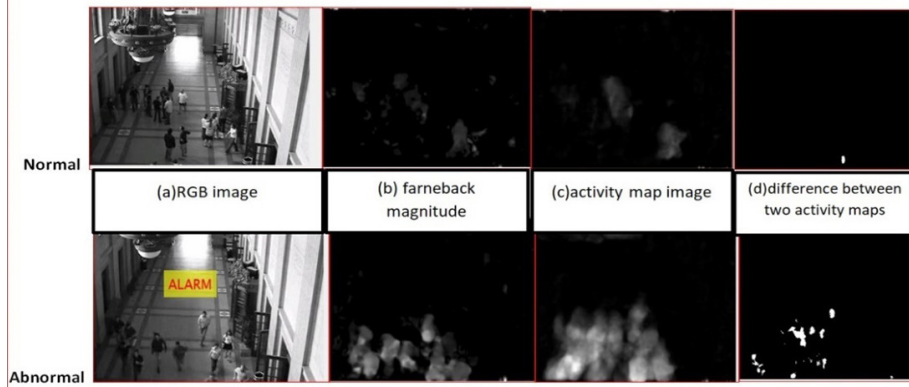 Normal
(a)RGB image
(b) farneback
magnitude
(c)activity map image
(d)difference between
two activity maps
ALARM
Abnormal